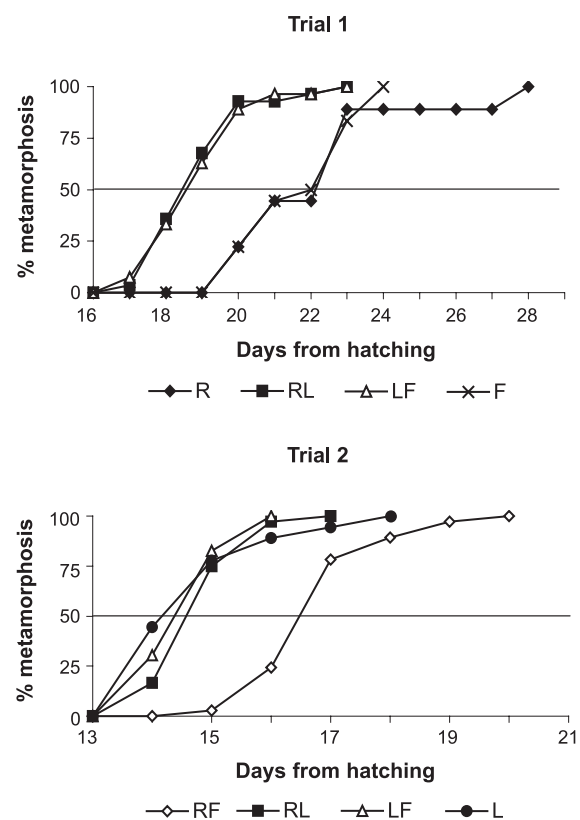 Trial 1
% metamorphosis
100
75
50
25
0
16 18 20 22 24 26 28
Days from hatching
R RL LF F
Trial 2
% metamorphosis
100
75
50
25
0
13 15 17 19 21
Days from hatching
RF RL LF L